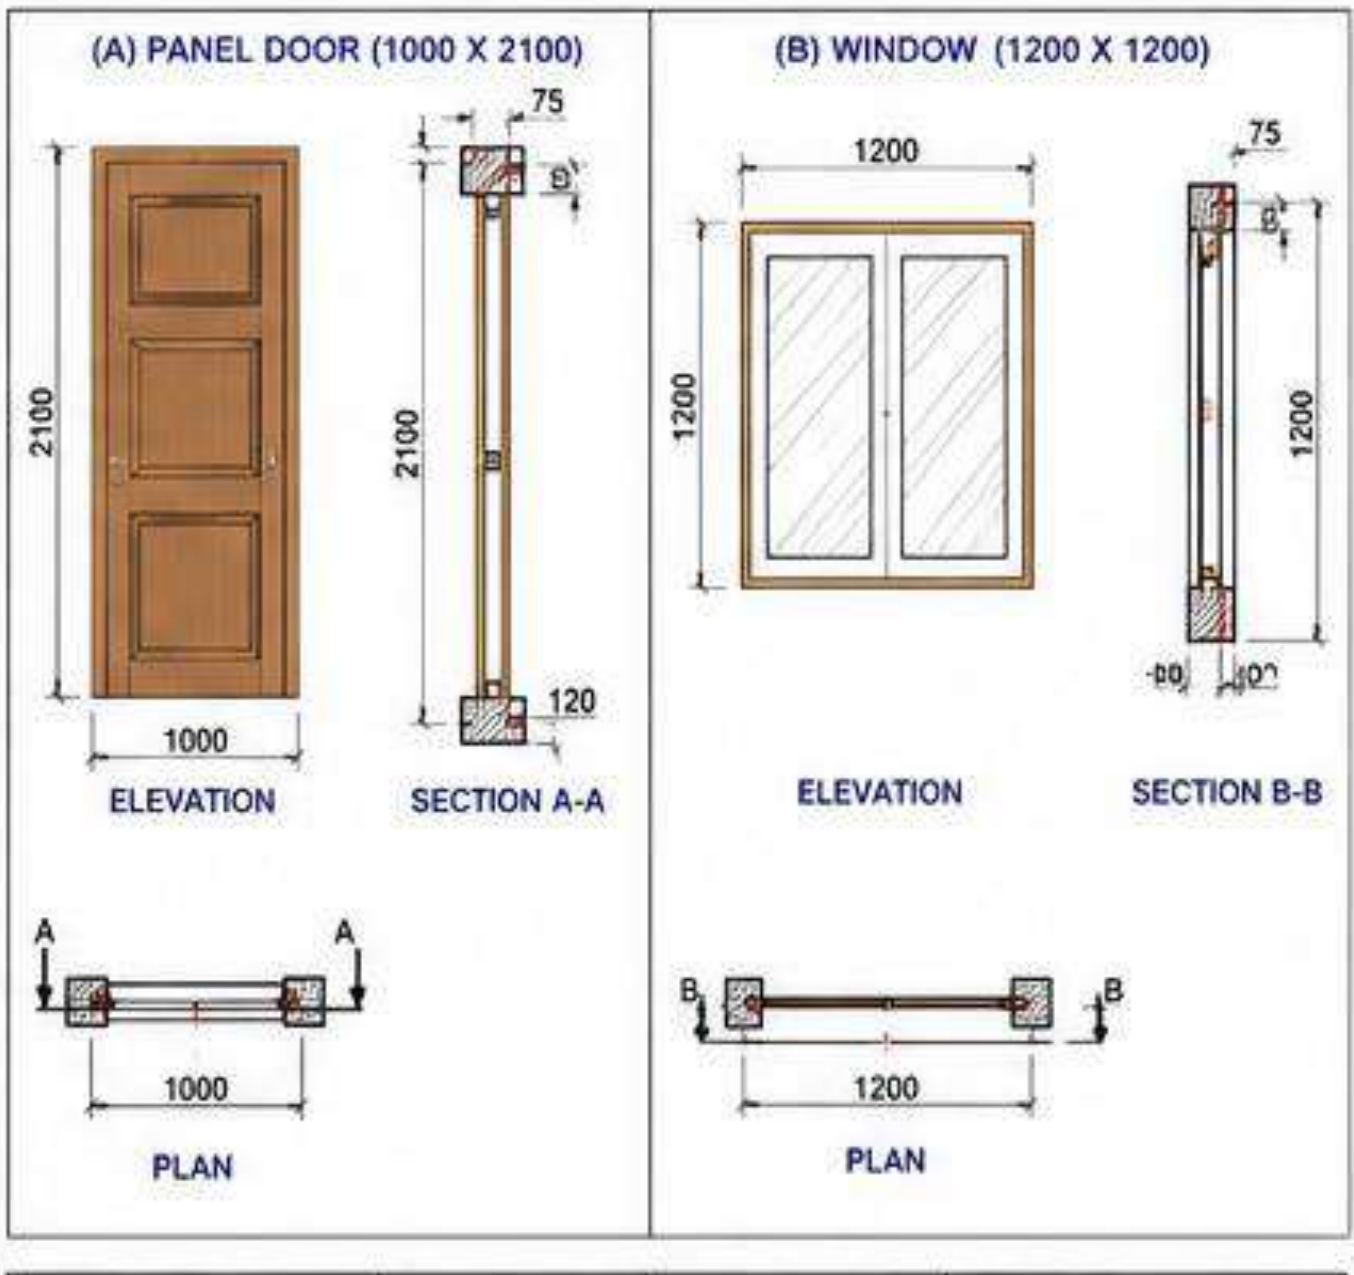 (A) PANEL DOOR (1000 X 2100)
75
2100
2100
120
1000
ELEVATION
SECTION A-A
A
A
1000
PLAN
(B) WINDOW (1200 X 1200)
1200
75
1200
1200
ELEVATION
SECTION B-B
B
B
1200
PLAN